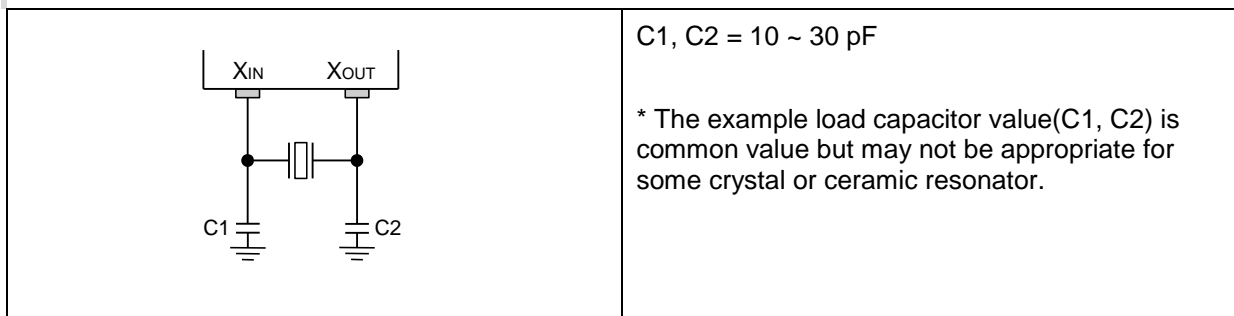 XIN XOUT
C1 C2
C1, C2 = 10 ~ 30 pF
* The example load capacitor value(C1, C2) is
common value but may not be appropriate for
some crystal or ceramic resonator.